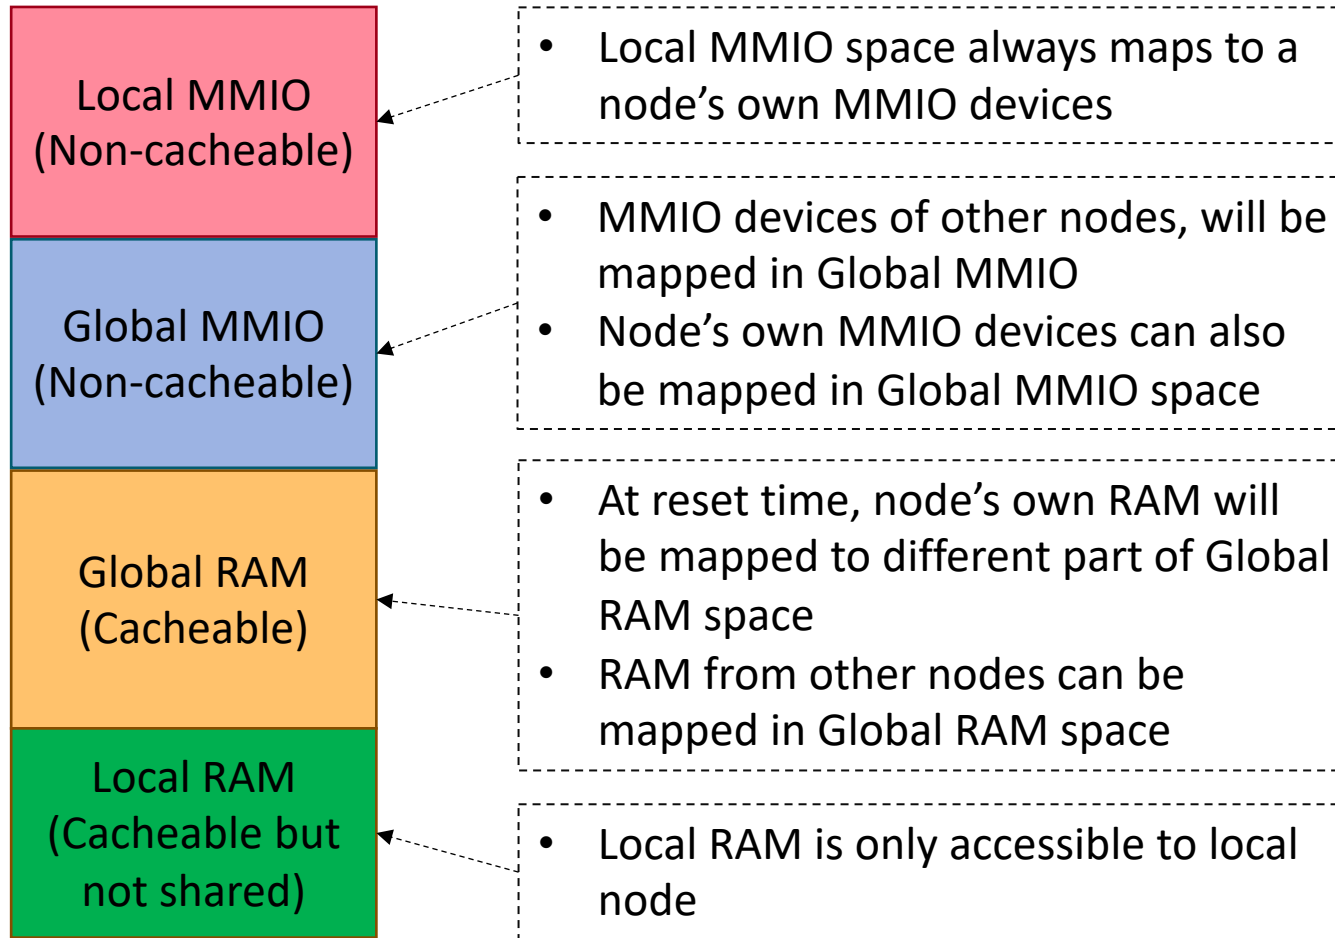 Local MMIO
(Non-cacheable)
• Local MMIO space always maps to a
node’s own MMIO devices
Global MMIO
(Non-cacheable)
• MMIO devices of other nodes, will be
mapped in Global MMIO
• Node’s own MMIO devices can also
be mapped in Global MMIO space
Global RAM
(Cacheable)
• At reset time, node’s own RAM will
be mapped to different part of Global
RAM space
• RAM from other nodes can be
mapped in Global RAM space
Local RAM
(Cacheable but
not shared)
• Local RAM is only accessible to local
node